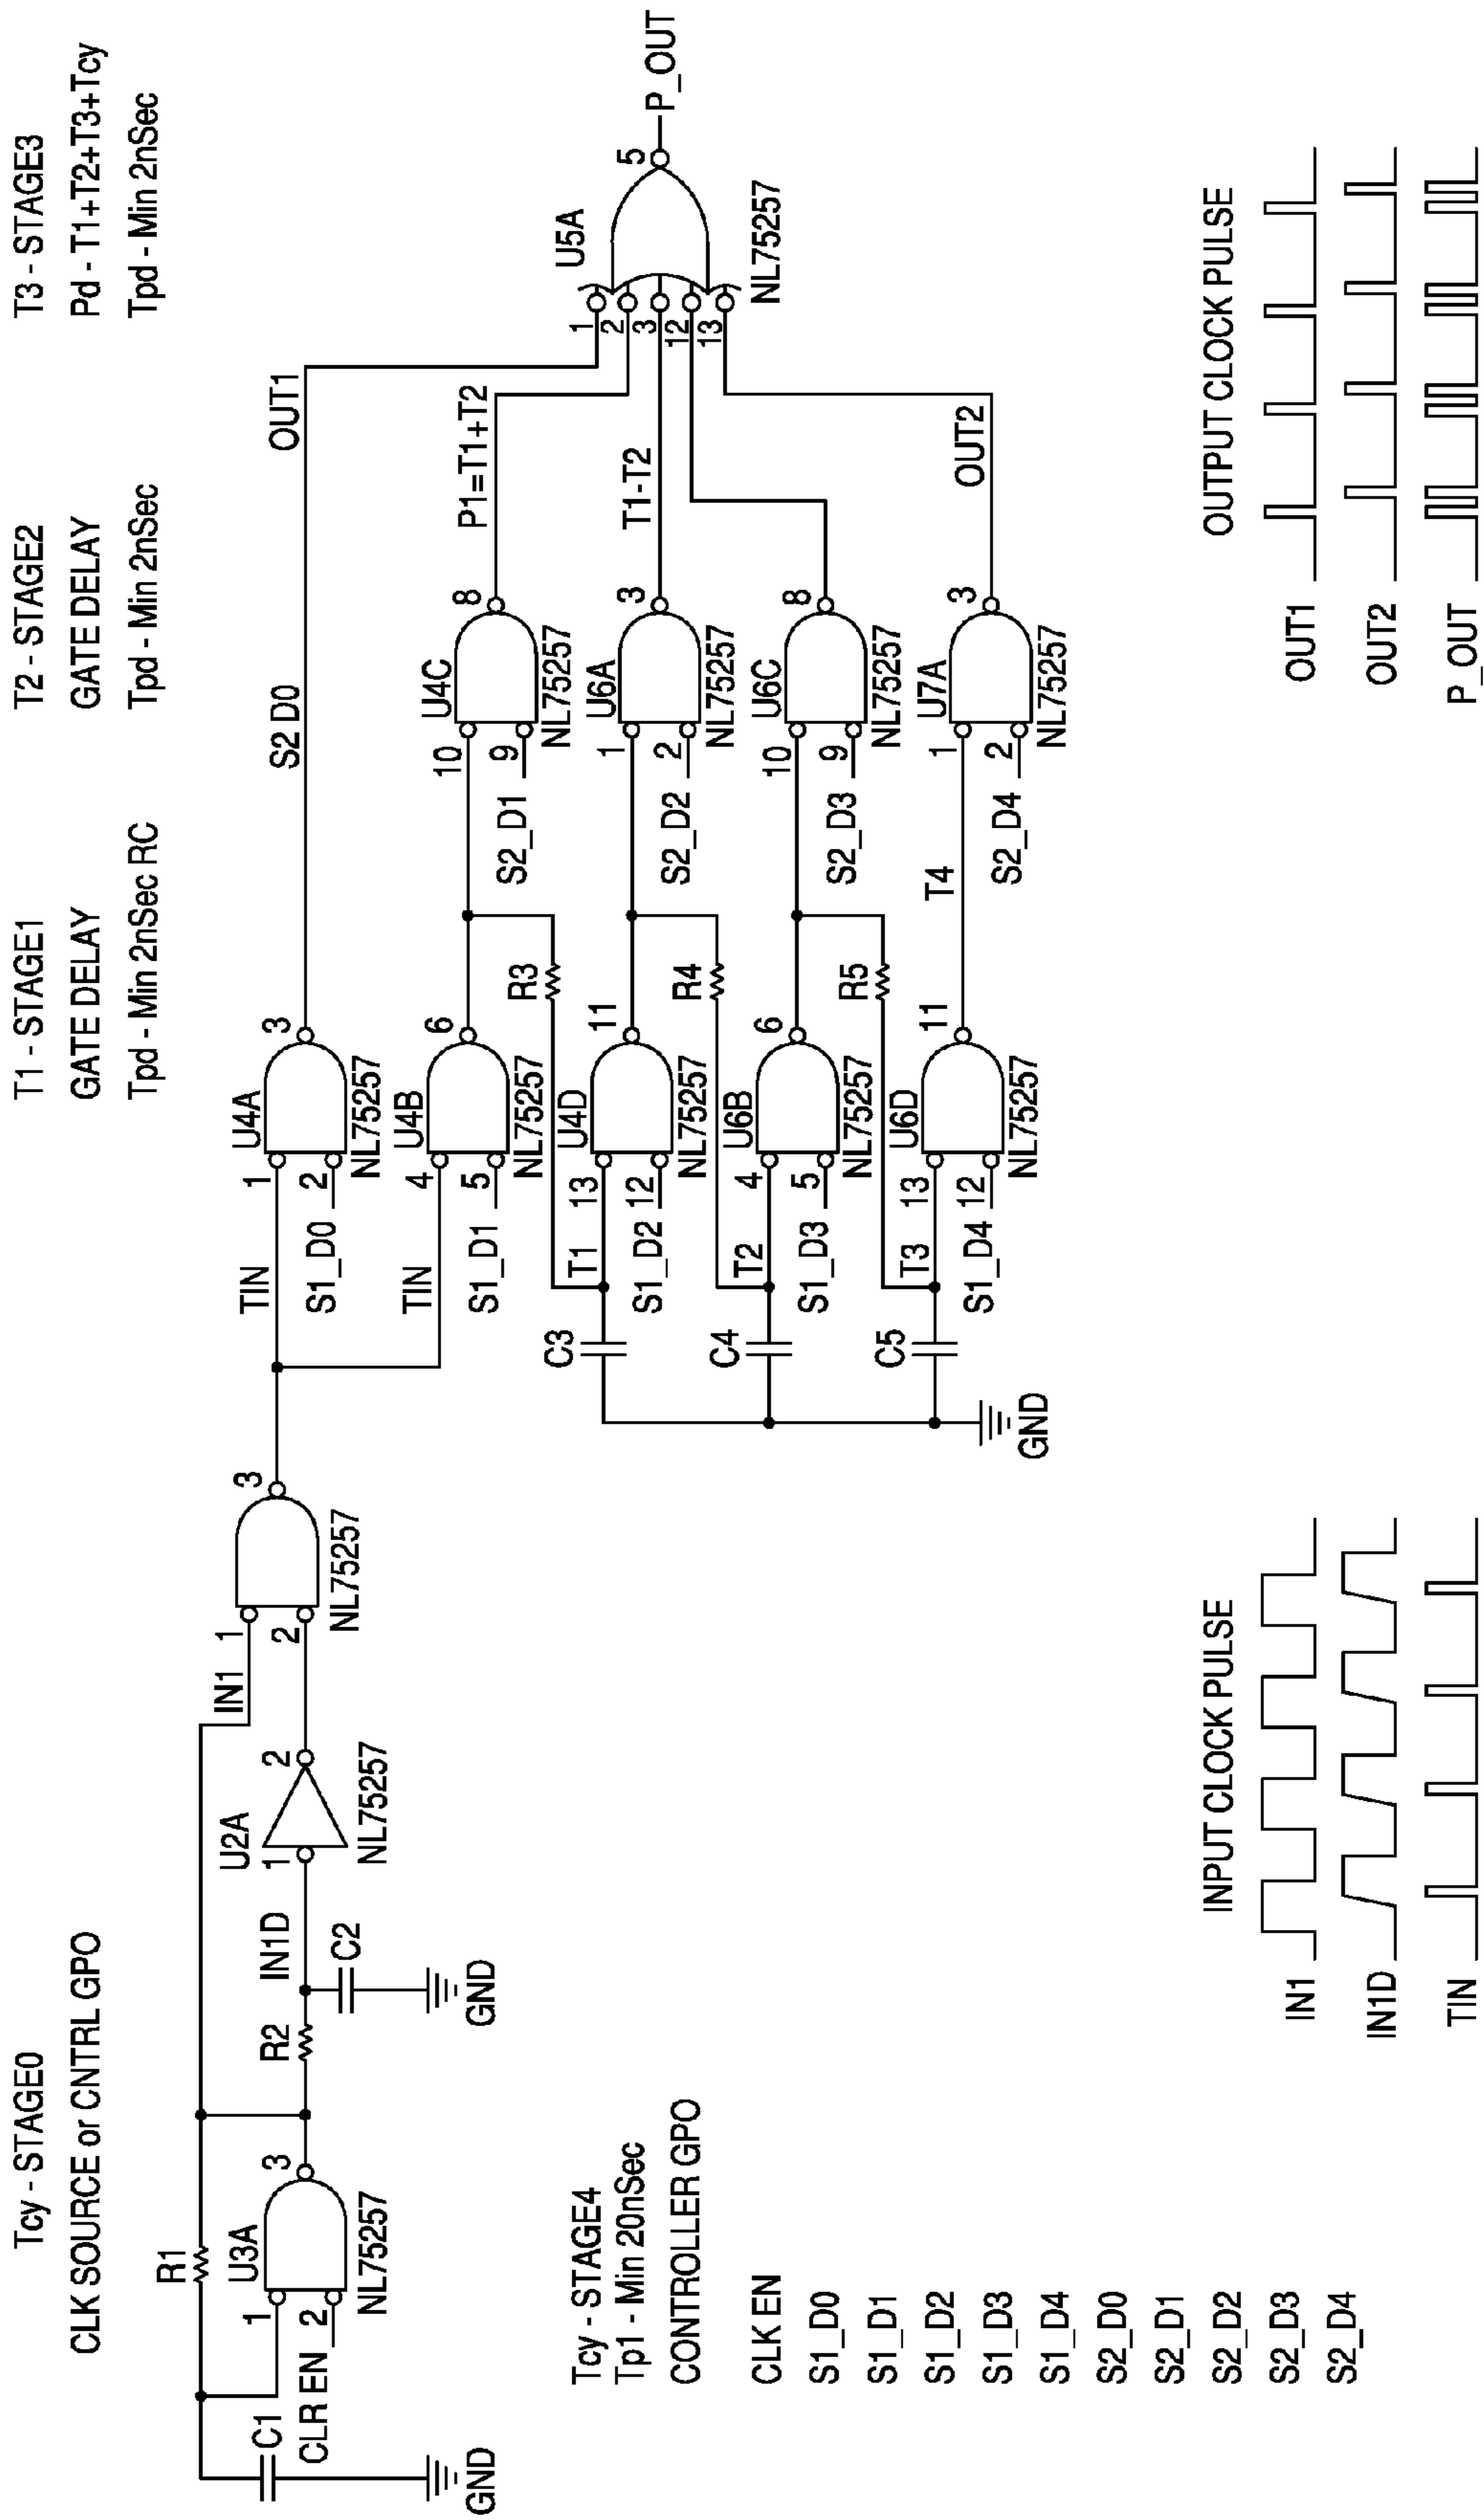 Tcy - STAGE0
CLK SOURCE or CNTRL GPO
T1 - STAGE1
GATE DELAY
Tpd - Min 2nSec RC
T2 - STAGE2
GATE DELAY
Tpd - Min 2nSec
T3 - STAGE3
Pd - T1+T2+T3+Tcy
Tpd - Min 2nSec
R1
C1
GND
1
CLR EN 2
U3A
3
NL75257
R2
IN1D
C2
GND
U2A
1
2
NL75257
IN1 1
2
3
NL75257
TIN
1
S1_D0
2
U4A
3
NL75257
S2 D0
OUT1
TIN
4
S1_D1
5
U4B
6
NL75257
R3
10
S2_D1
9
U4C
8
NL75257
P1=T1+T2
C3
T1
13
S1_D2
12
U4D
11
NL75257
R4
1
S2_D2
2
U6A
3
NL75257
T1-T2
C4
T2
4
S1_D3
5
U6B
6
NL75257
R5
10
S2_D3
9
U6C
8
NL75257
C5
T3
13
S1_D4
12
U6D
11
NL75257
T4
1
S2_D4
2
U7A
3
NL75257
OUT2
GND
U5A
1
2
3
12
13
5
P_OUT
NL75257
Tcy - STAGE4
Tp1 - Min 20nSec
CONTROLLER GPO
CLK EN
S1_D0
S1_D1
S1_D2
S1_D3
S1_D4
S2_D0
S2_D1
S2_D2
S2_D3
S2_D4
INPUT CLOCK PULSE
IN1
IN1D
TIN
OUTPUT CLOCK PULSE
OUT1
OUT2
P_OUT